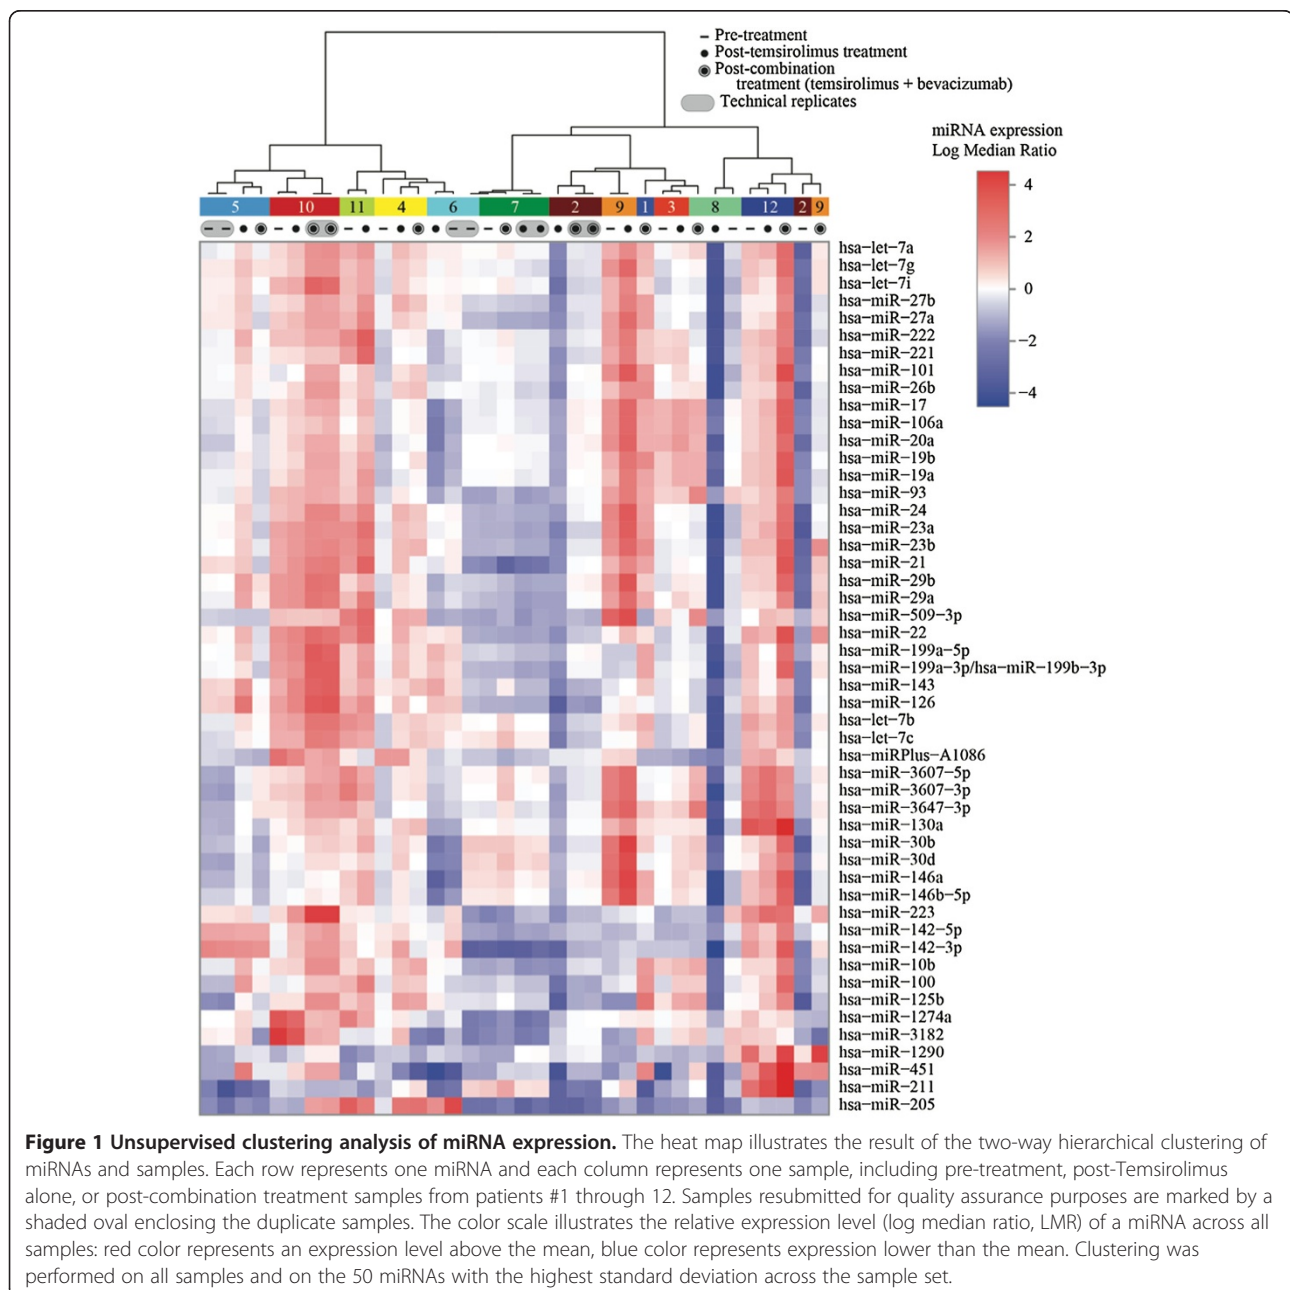 − Pre-treatment
● Post-temsirolimus treatment
◉ Post-combination
treatment (temsirolimus + bevacizumab)
Technical replicates
miRNA expression
Log Median Ratio
4
2
0
−2
−4
5 10 11 4 6 7 2 9 1 3 8 12 2 9
hsa−let−7a
hsa−let−7g
hsa−let−7i
hsa−miR−27b
hsa−miR−27a
hsa−miR−222
hsa−miR−221
hsa−miR−101
hsa−miR−26b
hsa−miR−17
hsa−miR−106a
hsa−miR−20a
hsa−miR−19b
hsa−miR−19a
hsa−miR−93
hsa−miR−24
hsa−miR−23a
hsa−miR−23b
hsa−miR−21
hsa−miR−29b
hsa−miR−29a
hsa−miR−509−3p
hsa−miR−22
hsa−miR−199a−5p
hsa−miR−199a−3p/hsa−miR−199b−3p
hsa−miR−143
hsa−miR−126
hsa−let−7b
hsa−let−7c
hsa−miRPlus−A1086
hsa−miR−3607−5p
hsa−miR−3607−3p
hsa−miR−3647−3p
hsa−miR−130a
hsa−miR−30b
hsa−miR−30d
hsa−miR−146a
hsa−miR−146b−5p
hsa−miR−223
hsa−miR−142−5p
hsa−miR−142−3p
hsa−miR−10b
hsa−miR−100
hsa−miR−125b
hsa−miR−1274a
hsa−miR−3182
hsa−miR−1290
hsa−miR−451
hsa−miR−211
hsa−miR−205
Figure 1 Unsupervised clustering analysis of miRNA expression. The heat map illustrates the result of the two-way hierarchical clustering of
miRNAs and samples. Each row represents one miRNA and each column represents one sample, including pre-treatment, post-Temsirolimus
alone, or post-combination treatment samples from patients #1 through 12. Samples resubmitted for quality assurance purposes are marked by a
shaded oval enclosing the duplicate samples. The color scale illustrates the relative expression level (log median ratio, LMR) of a miRNA across all
samples: red color represents an expression level above the mean, blue color represents expression lower than the mean. Clustering was
performed on all samples and on the 50 miRNAs with the highest standard deviation across the sample set.